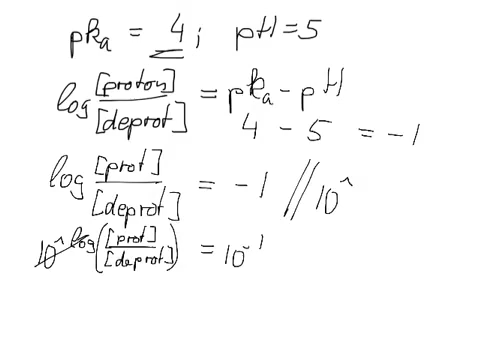 pka = 4; pH=5
log [proton]/[deprot] = pka - pH
4 - 5 = -1
log [prot]/[deprot] = -1 // 10^
10^ log([prot]/[deprot]) = 10^-1